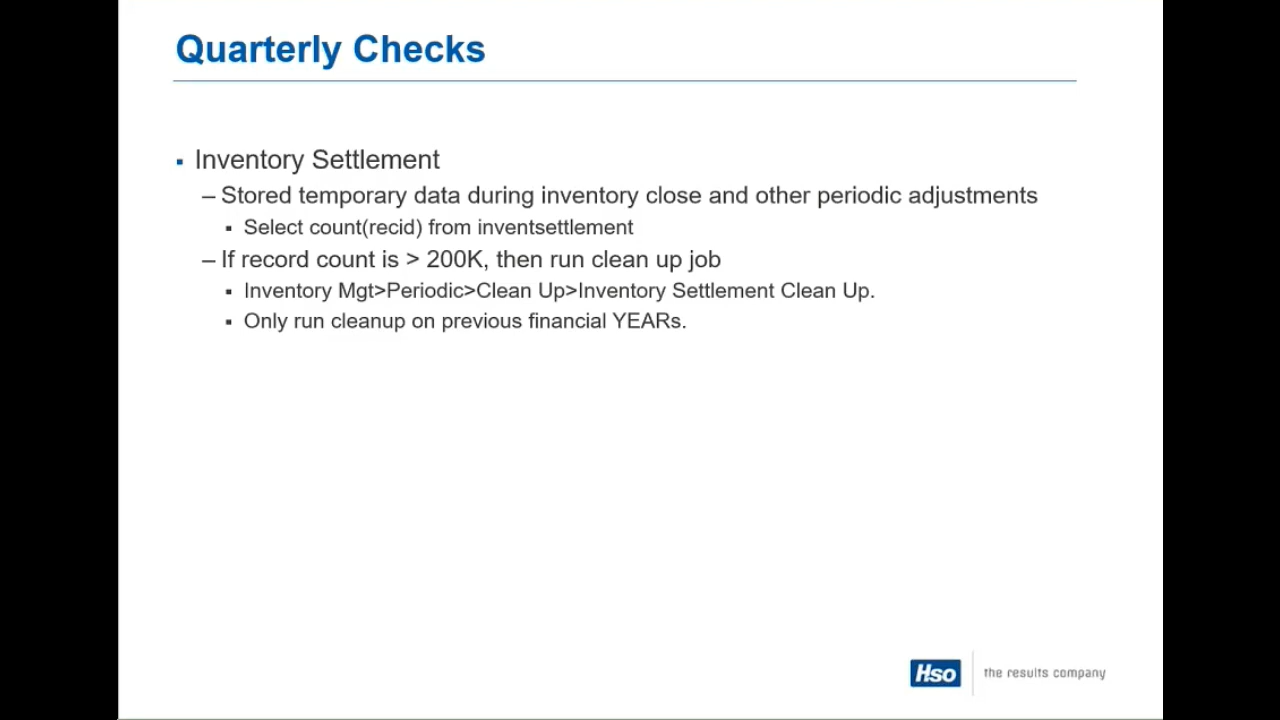 Quarterly Checks
▪ Inventory Settlement
– Stored temporary data during inventory close and other periodic adjustments
▪ Select count(recid) from inventsettlement
– If record count is > 200K, then run clean up job
▪ Inventory Mgt>Periodic>Clean Up>Inventory Settlement Clean Up.
▪ Only run cleanup on previous financial YEARs.
Hso the results company